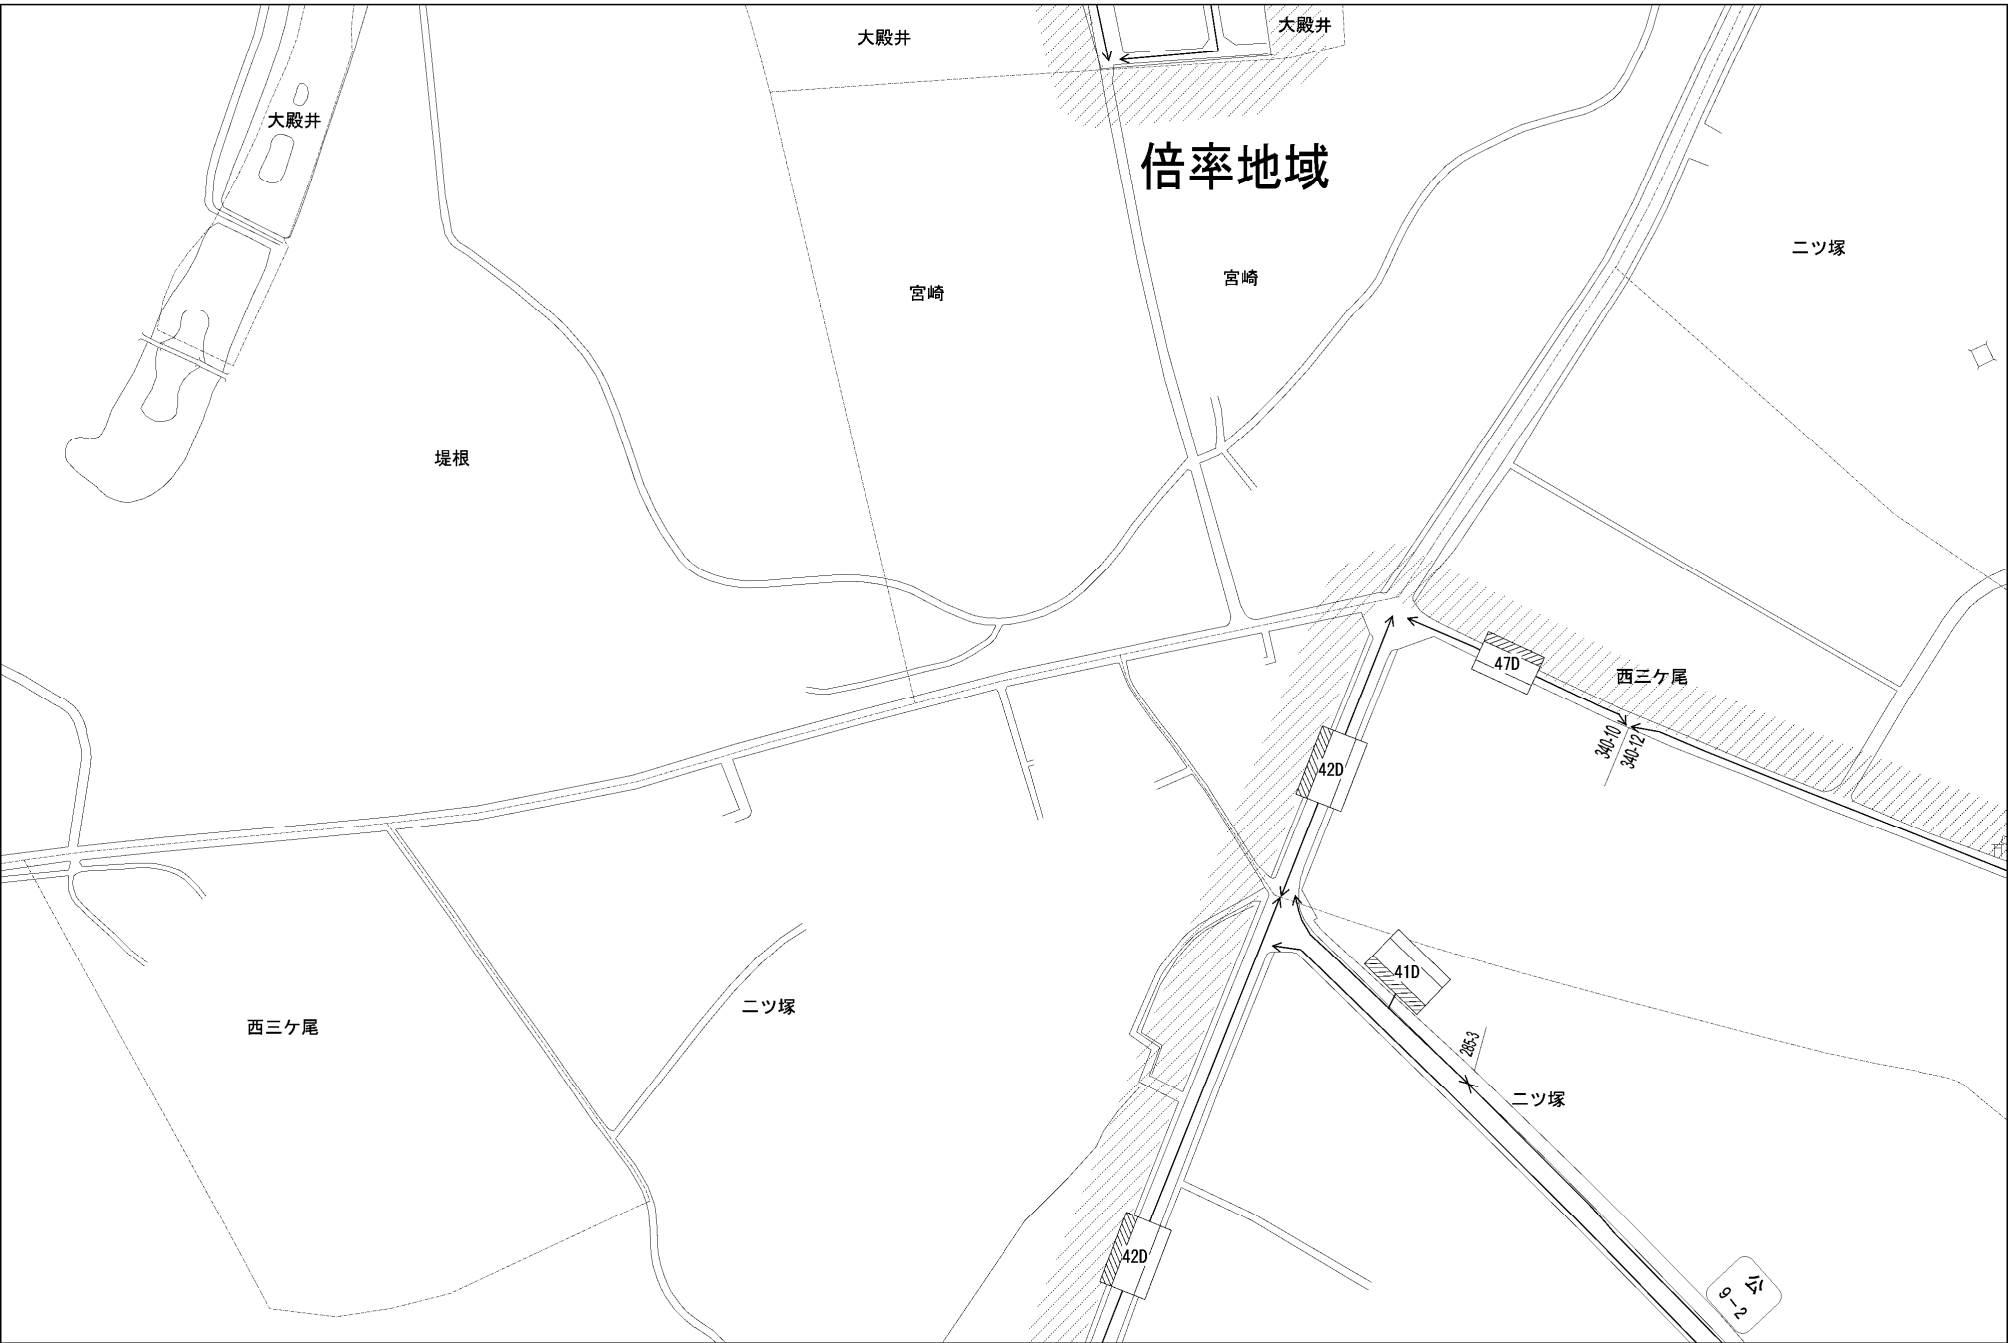 大殿井
大殿井
大殿井
倍率地域
二ツ塚
宮崎
宮崎
堤根
47D
西三ケ尾
340-10
340-12
42D
41D
二ツ塚
西三ケ尾
285-3
二ツ塚
42D
公
9-2